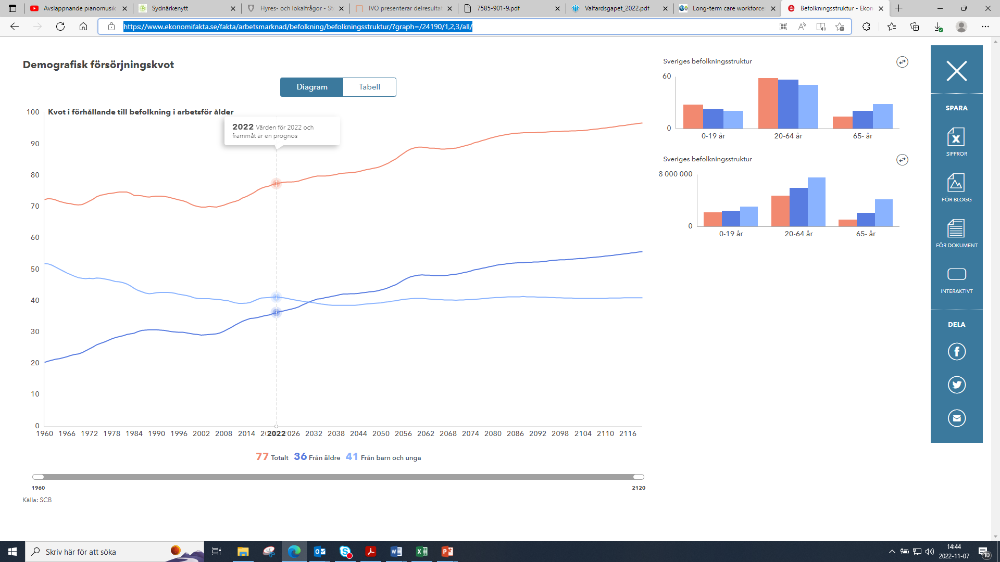 Avslappnande pianomusik
Sydnärkenytt
Hyres- och lokalfrågor - Sta
IVO presenterar delresultat
7585-901-9.pdf
Valfardsgapet_2022.pdf
Long-term care workforce
Befolkningsstruktur - Ekon
https://www.ekonomifakta.se/fakta/arbetsmarknad/befolkning/befolkningsstruktur/?graph=/24190/1,2,3/all/
Demografisk försörjningskvot
Diagram
Tabell
Kvot i förhållande till befolkning i arbetsför ålder
2022 Värden för 2022 och
frammåt är en prognos
100
90
80
70
60
50
40
30
20
10
0
1960 1966 1972 1978 1984 1990 1996 2002 2008 2014 2022 026 2032 2038 2044 2050 2056 2062 2068 2074 2080 2086 2092 2098 2104 2110 2116
77 Totalt 36 Från äldre 41 Från barn och unga
1960
2120
Källa: SCB
Sveriges befolkningsstruktur
60
0
0-19 år 20-64 år 65- år
Sveriges befolkningsstruktur
8 000 000
0
0-19 år 20-64 år 65- år
SPARA
SIFFROR
FÖR BLOGG
FÖR DOKUMENT
INTERAKTIVT
DELA
Skriv här för att söka
14:44
2022-11-07
10